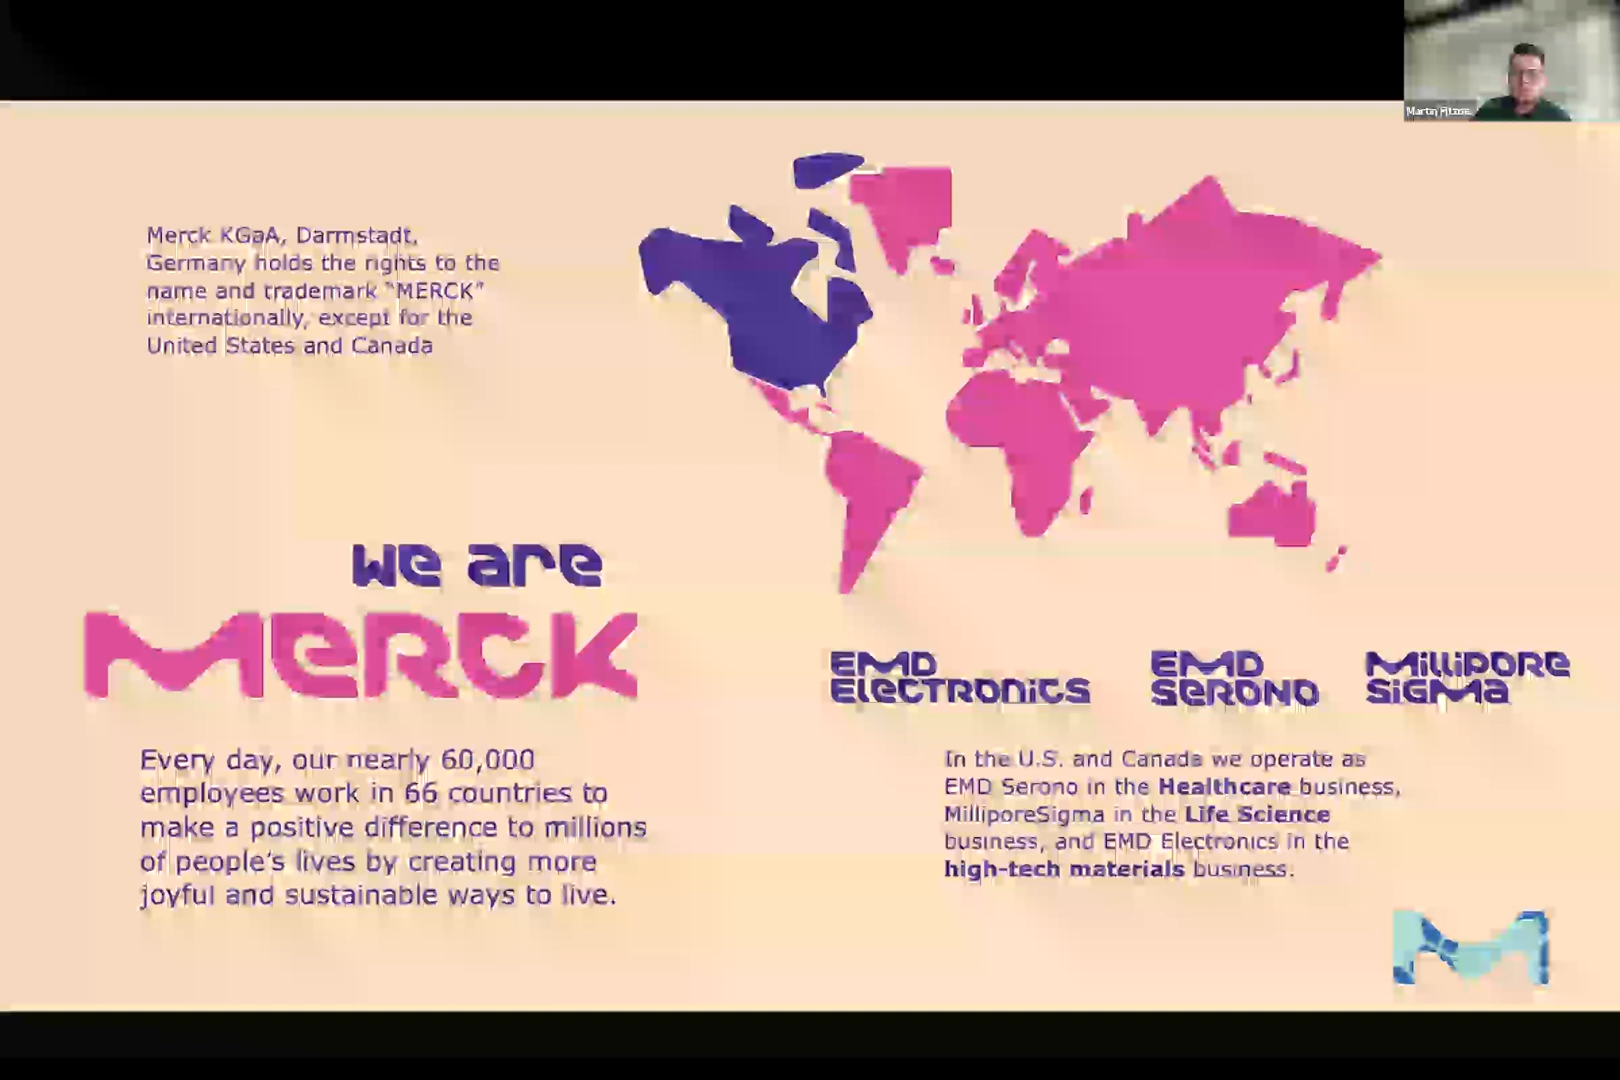 Martin
Merck KGaA, Darmstadt,
Germany holds the rights to the
name and trademark "MERCK"
internationally, except for the
United States and Canada
we are
MERCK
Every day, our nearly 60,000
employees work in 66 countries to
make a positive difference to millions
of people's lives by creating more
joyful and sustainable ways to live.
EMD
ELECTRONICS
EMD
SERONO
MILLIPORE
SIGMA
In the U.S. and Canada we operate as
EMD Serono in the Healthcare business,
MilliporeSigma in the Life Science
business, and EMD Electronics in the
high-tech materials business.
M